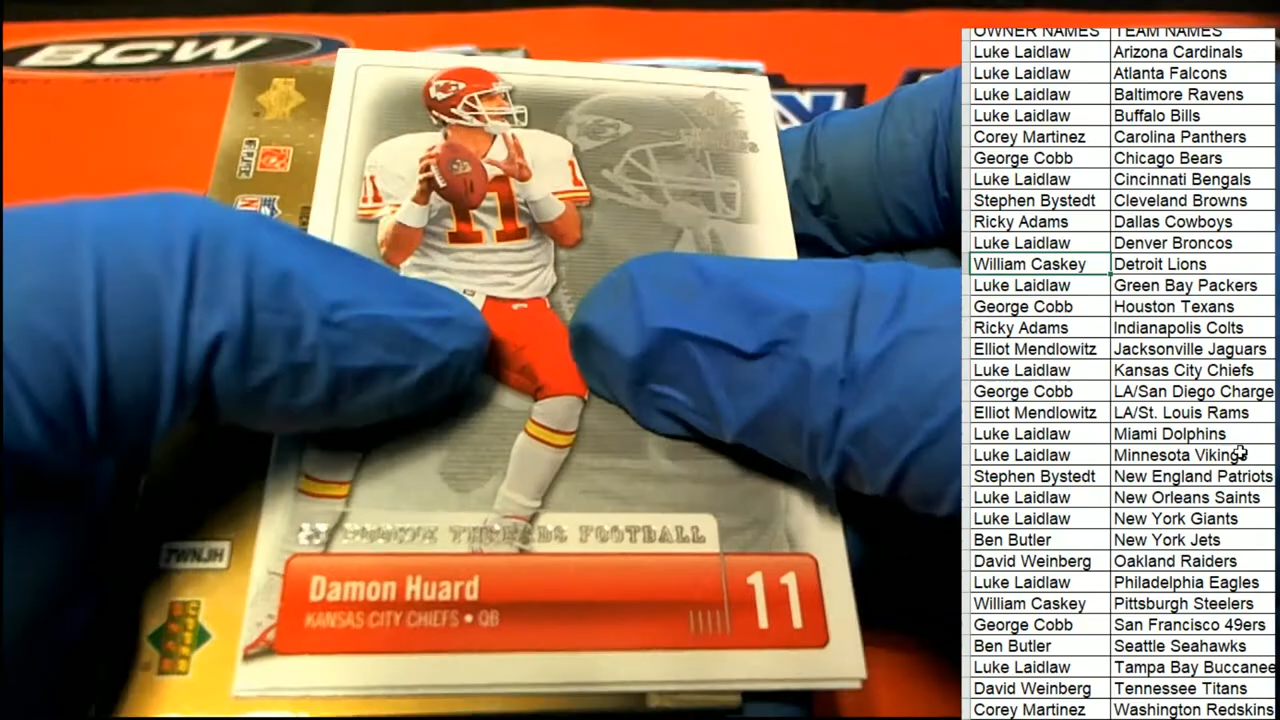 BCW
11
11
1
7WNJH
THREADS FOOTBALL
Damon Huard
KANSAS CITY CHIEFS • QB
11
OWNER NAMES TEAM NAMES
Luke Laidlaw Arizona Cardinals
Luke Laidlaw Atlanta Falcons
Luke Laidlaw Baltimore Ravens
Luke Laidlaw Buffalo Bills
Corey Martinez Carolina Panthers
George Cobb Chicago Bears
Luke Laidlaw Cincinnati Bengals
Stephen Bystedt Cleveland Browns
Ricky Adams Dallas Cowboys
Luke Laidlaw Denver Broncos
William Caskey Detroit Lions
Luke Laidlaw Green Bay Packers
George Cobb Houston Texans
Ricky Adams Indianapolis Colts
Elliot Mendlowitz Jacksonville Jaguars
Luke Laidlaw Kansas City Chiefs
George Cobb LA/San Diego Charge
Elliot Mendlowitz LA/St. Louis Rams
Luke Laidlaw Miami Dolphins
Luke Laidlaw Minnesota Vikings
Stephen Bystedt New England Patriots
Luke Laidlaw New Orleans Saints
Luke Laidlaw New York Giants
Ben Butler New York Jets
David Weinberg Oakland Raiders
Luke Laidlaw Philadelphia Eagles
William Caskey Pittsburgh Steelers
George Cobb San Francisco 49ers
Ben Butler Seattle Seahawks
Luke Laidlaw Tampa Bay Buccanee
David Weinberg Tennessee Titans
Corey Martinez Washington Redskins